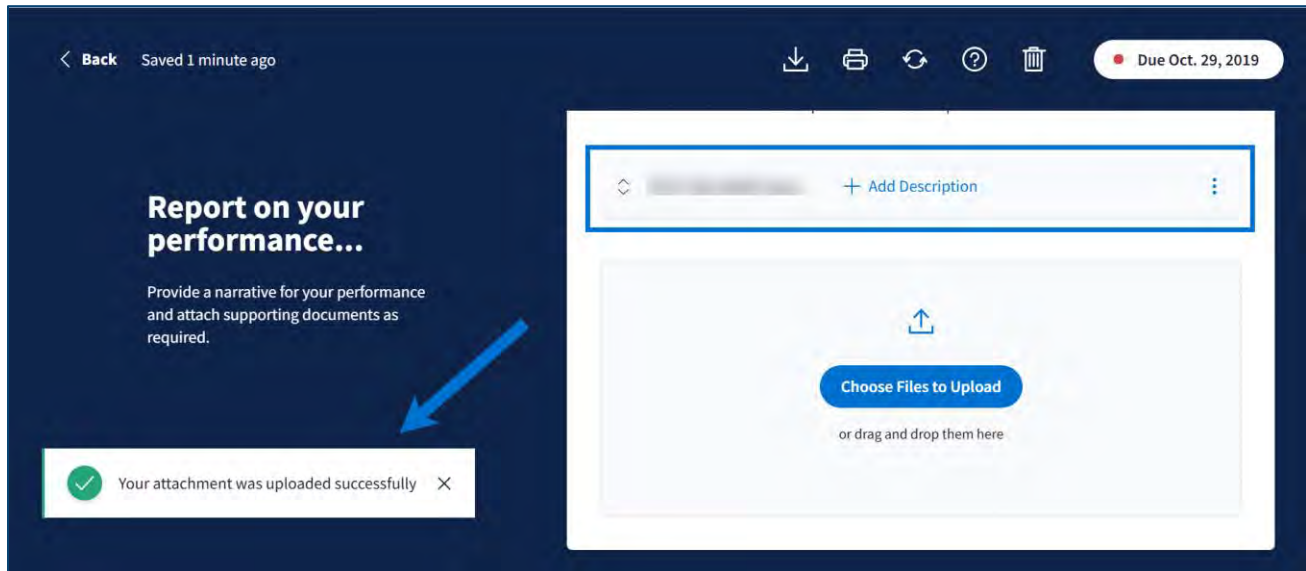 Back Saved 1 minute ago
Due Oct. 29, 2019
Report on your
performance...
Provide a narrative for your performance
and attach supporting documents as
required.
Your attachment was uploaded successfully
+ Add Description
Choose Files to Upload
or drag and drop them here